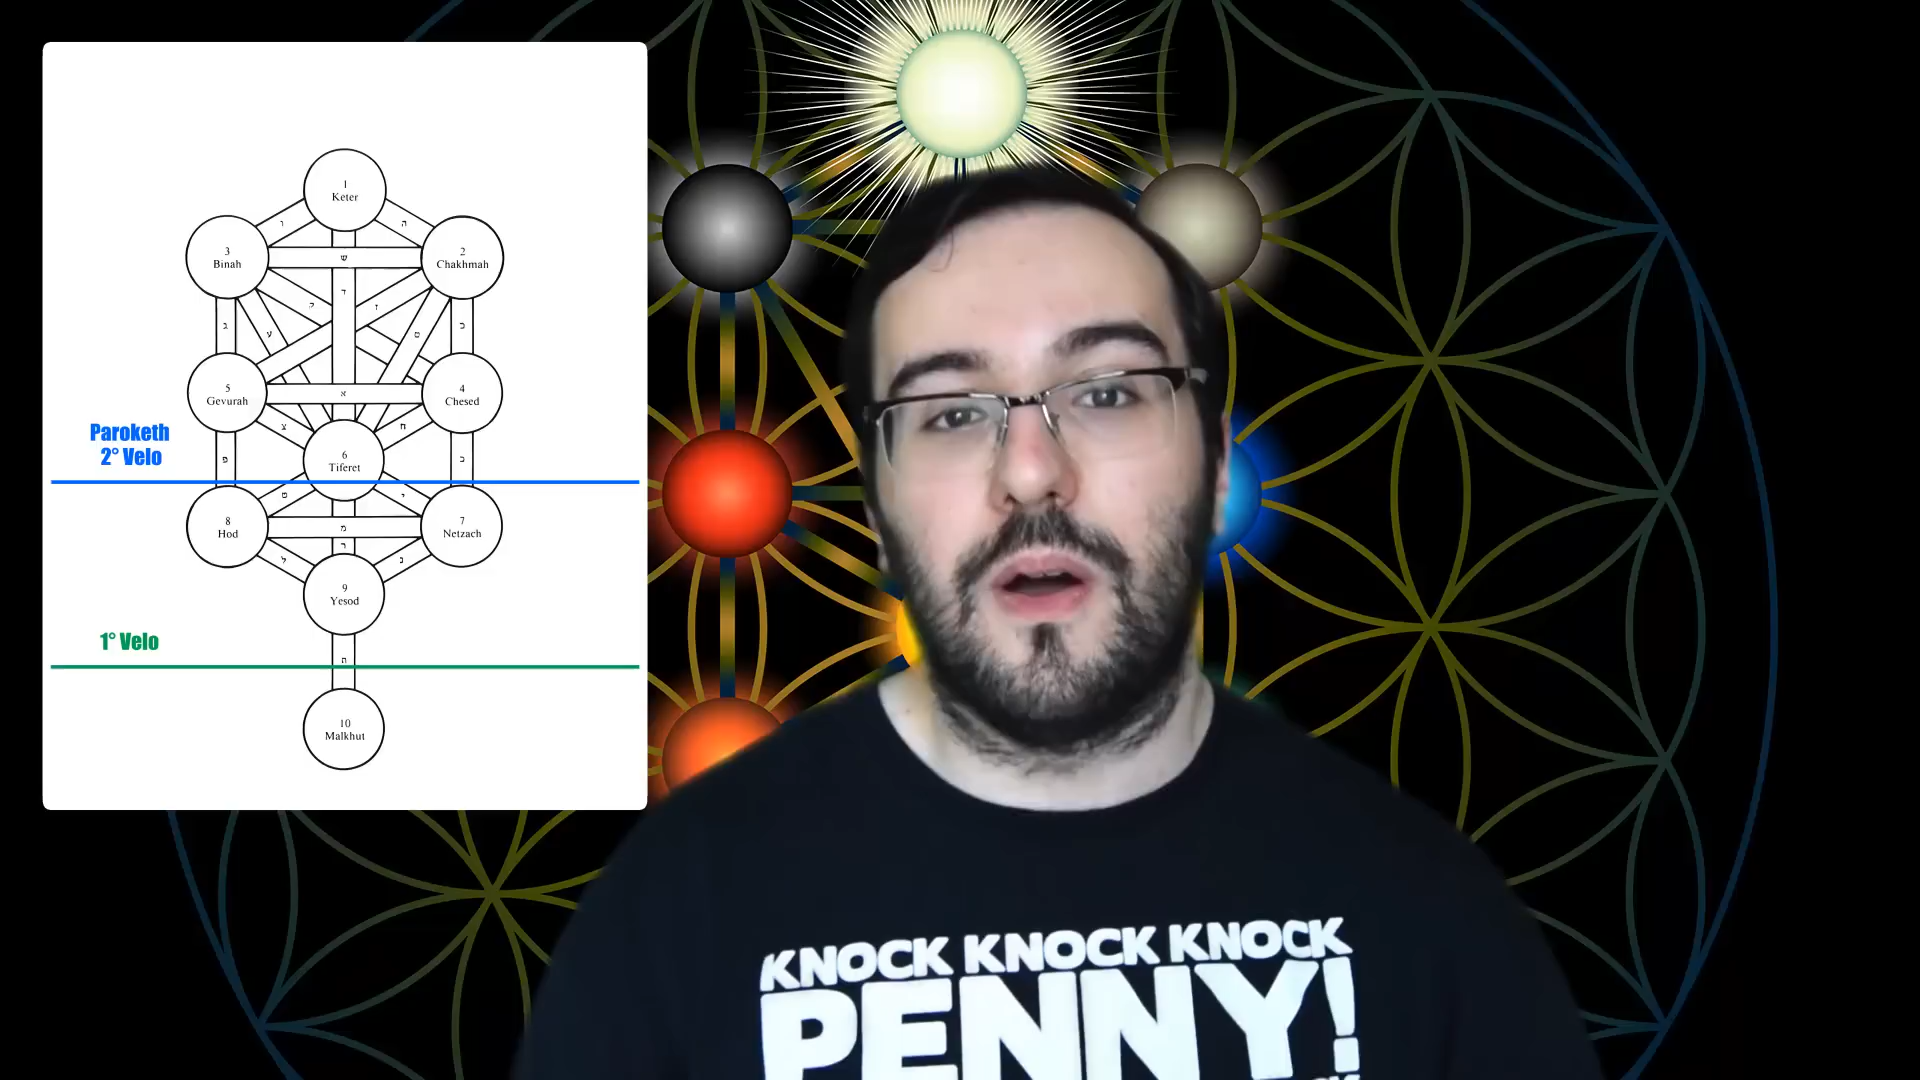 1
Keter
ו
ה
3
Binah
2
Chakhmah
ש
ד
ק
ז
ג
ע
ט
כ
5
Gevurah
4
Chesed
א
Paroketh
2° Velo
צ
ח
6
Tiferet
פ
כ
י
8
Hod
7
Netzach
מ
ר
ל
נ
9
Yesod
1° Velo
ת
10
Malkhut
KNOCK KNOCK KNOCK
PENNY!